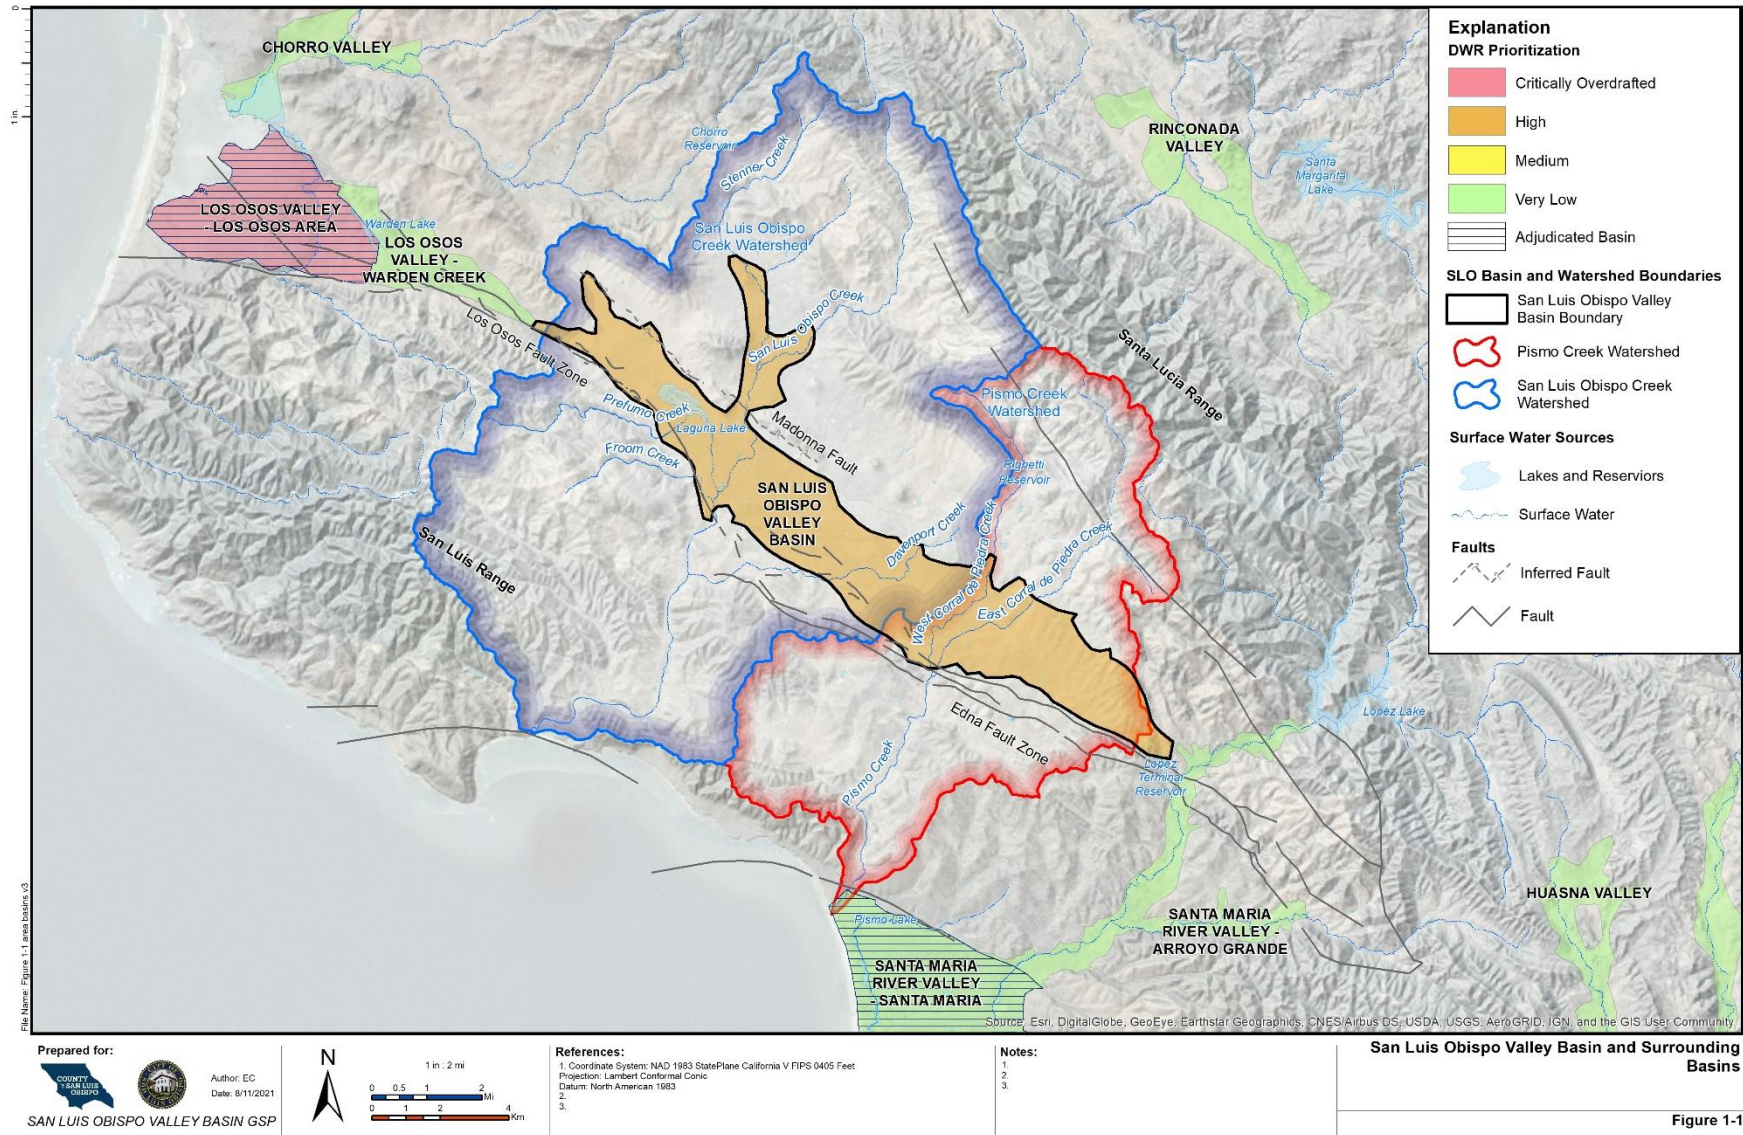 0
1 in
CHORRO VALLEY
Chorro
Reservoir
Stenner Creek
RINCONADA
VALLEY
Santa
Margarita
Lake
LOS OSOS VALLEY
- LOS OSOS AREA
Warden Lake
LOS OSOS
VALLEY -
WARDEN CREEK
San Luis Obispo
Creek Watershed
San Luis Obispo Creek
Los Osos Fault Zone
Santa Lucia Range
Prefumo Creek
Laguna Lake
Froom Creek
Madonna Fault
Pismo Creek
Watershed
Righetti
Reservoir
SAN LUIS
OBISPO
VALLEY
BASIN
Davenport Creek
West Corral de Piedra Creek
East Corral de Piedra Creek
San Luis Range
Edna Fault Zone
Pismo Creek
Lopez Lake
Lopez
Terminal
Reservoir
HUASNA VALLEY
Pismo Lake
SANTA MARIA
RIVER VALLEY -
ARROYO GRANDE
SANTA MARIA
RIVER VALLEY
- SANTA MARIA
Source: Esri, DigitalGlobe, GeoEye, Earthstar Geographics, CNES/Airbus DS, USDA, USGS, AeroGRID, IGN, and the GIS User Community
Explanation
DWR Prioritization
Critically Overdrafted
High
Medium
Very Low
Adjudicated Basin
SLO Basin and Watershed Boundaries
San Luis Obispo Valley
Basin Boundary
Pismo Creek Watershed
San Luis Obispo Creek
Watershed
Surface Water Sources
Lakes and Reserviors
Surface Water
Faults
Inferred Fault
Fault
File Name: Figure 1-1 area basins v3
Prepared for:
COUNTY
OF SAN LUIS
OBISPO
Author: EC
Date: 8/11/2021
SAN LUIS OBISPO VALLEY BASIN GSP
N
1 in : 2 mi
0 0.5 1 2
Mi
0 1 2 4
Km
References:
1. Coordinate System: NAD 1983 StatePlane California V FIPS 0405 Feet
Projection: Lambert Conformal Conic
Datum: North American 1983
2.
3.
Notes:
1.
2.
3.
San Luis Obispo Valley Basin and Surrounding
Basins
Figure 1-1